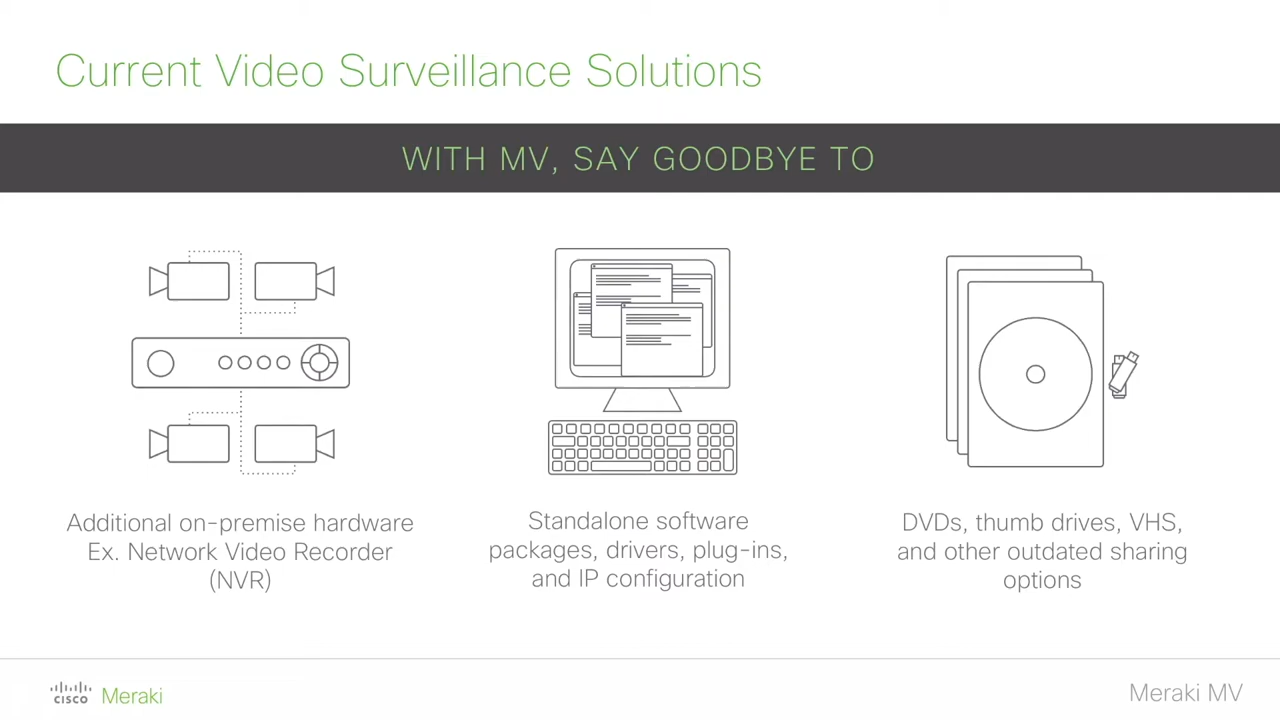 Current Video Surveillance Solutions
WITH MV, SAY GOODBYE TO
Additional on-premise hardware
Ex. Network Video Recorder
(NVR)
Standalone software
packages, drivers, plug-ins,
and IP configuration
DVDs, thumb drives, VHS,
and other outdated sharing
options
CISCO Meraki
Meraki MV